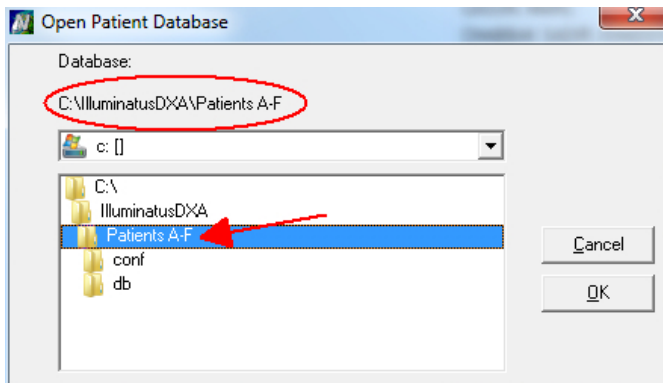 Open Patient Database
Database:
C:\IlluminatusDXA\Patients A-F
c: []
C:\
IlluminatusDXA
Patients A-F
conf
db
Cancel
OK